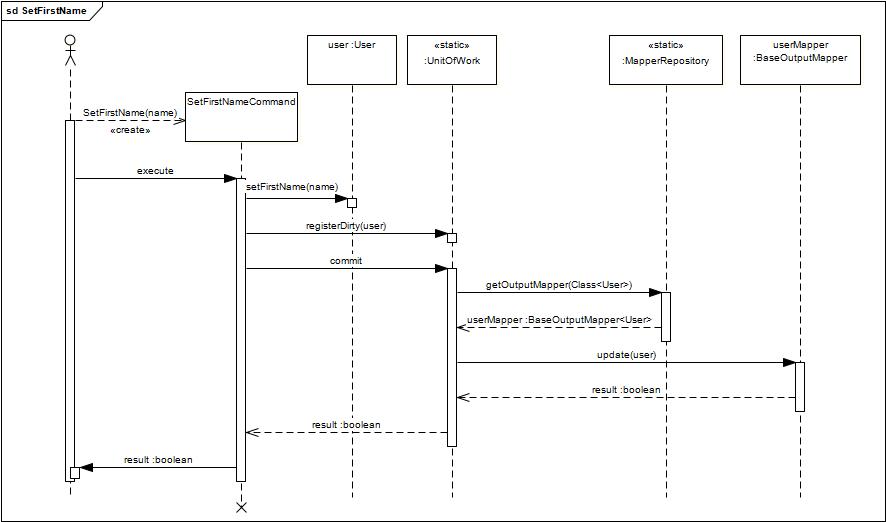 sd SetFirstName
user :User
«static»
:UnitOfWork
«static»
:MapperRepository
userMapper
:BaseOutputMapper
SetFirstNameCommand
SetFirstName(name)
«create»
execute
setFirstName(name)
registerDirty(user)
commit
getOutputMapper(Class<User>)
userMapper :BaseOutputMapper<User>
update(user)
result :boolean
result :boolean
result :boolean